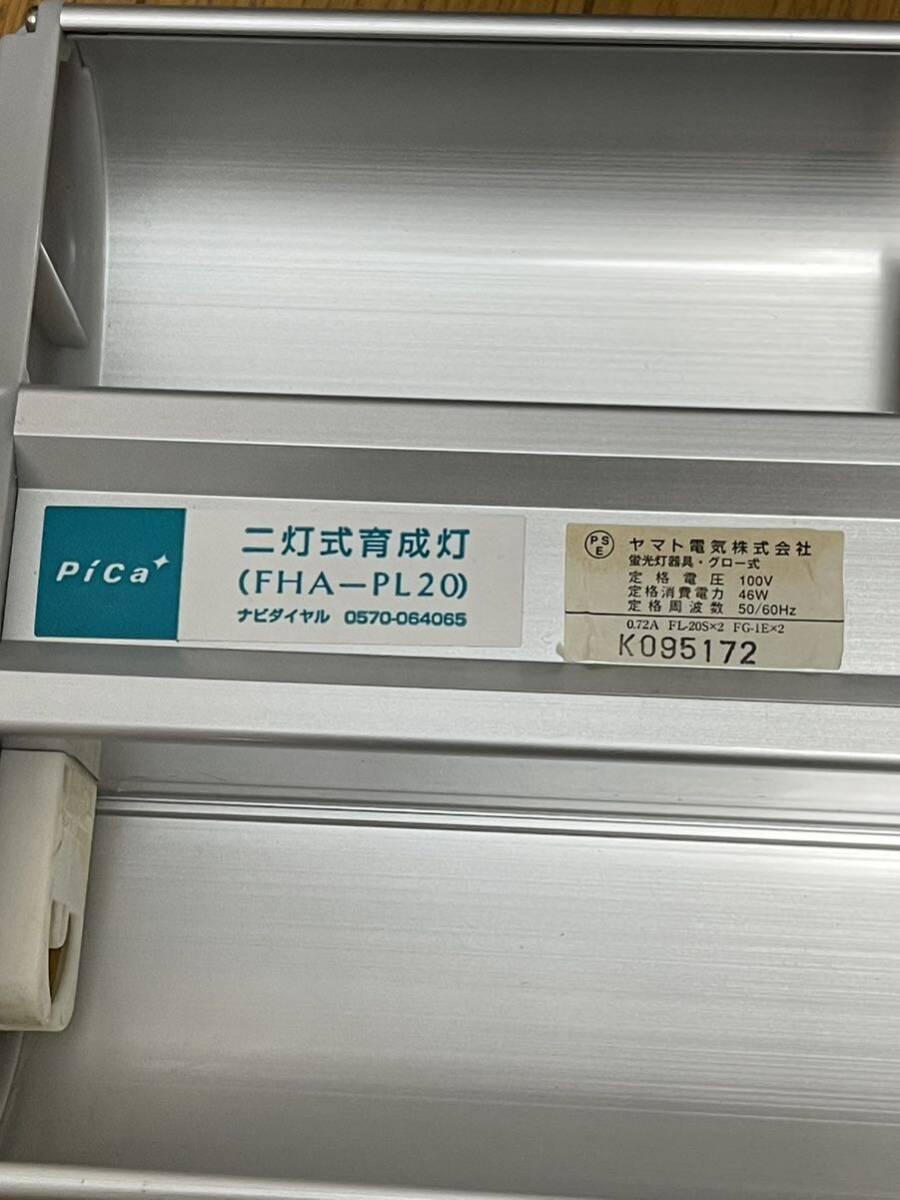 PiCa
二灯式育成灯
(FHA-PL20)
ナビダイヤル 0570-064065
PSE
ヤマト電気株式会社
蛍光灯器具・グロー式
定格電圧 100V
定格消費電力 46W
定格周波数 50/60Hz
0.72A FL-20S×2 FG-1E×2
K095172